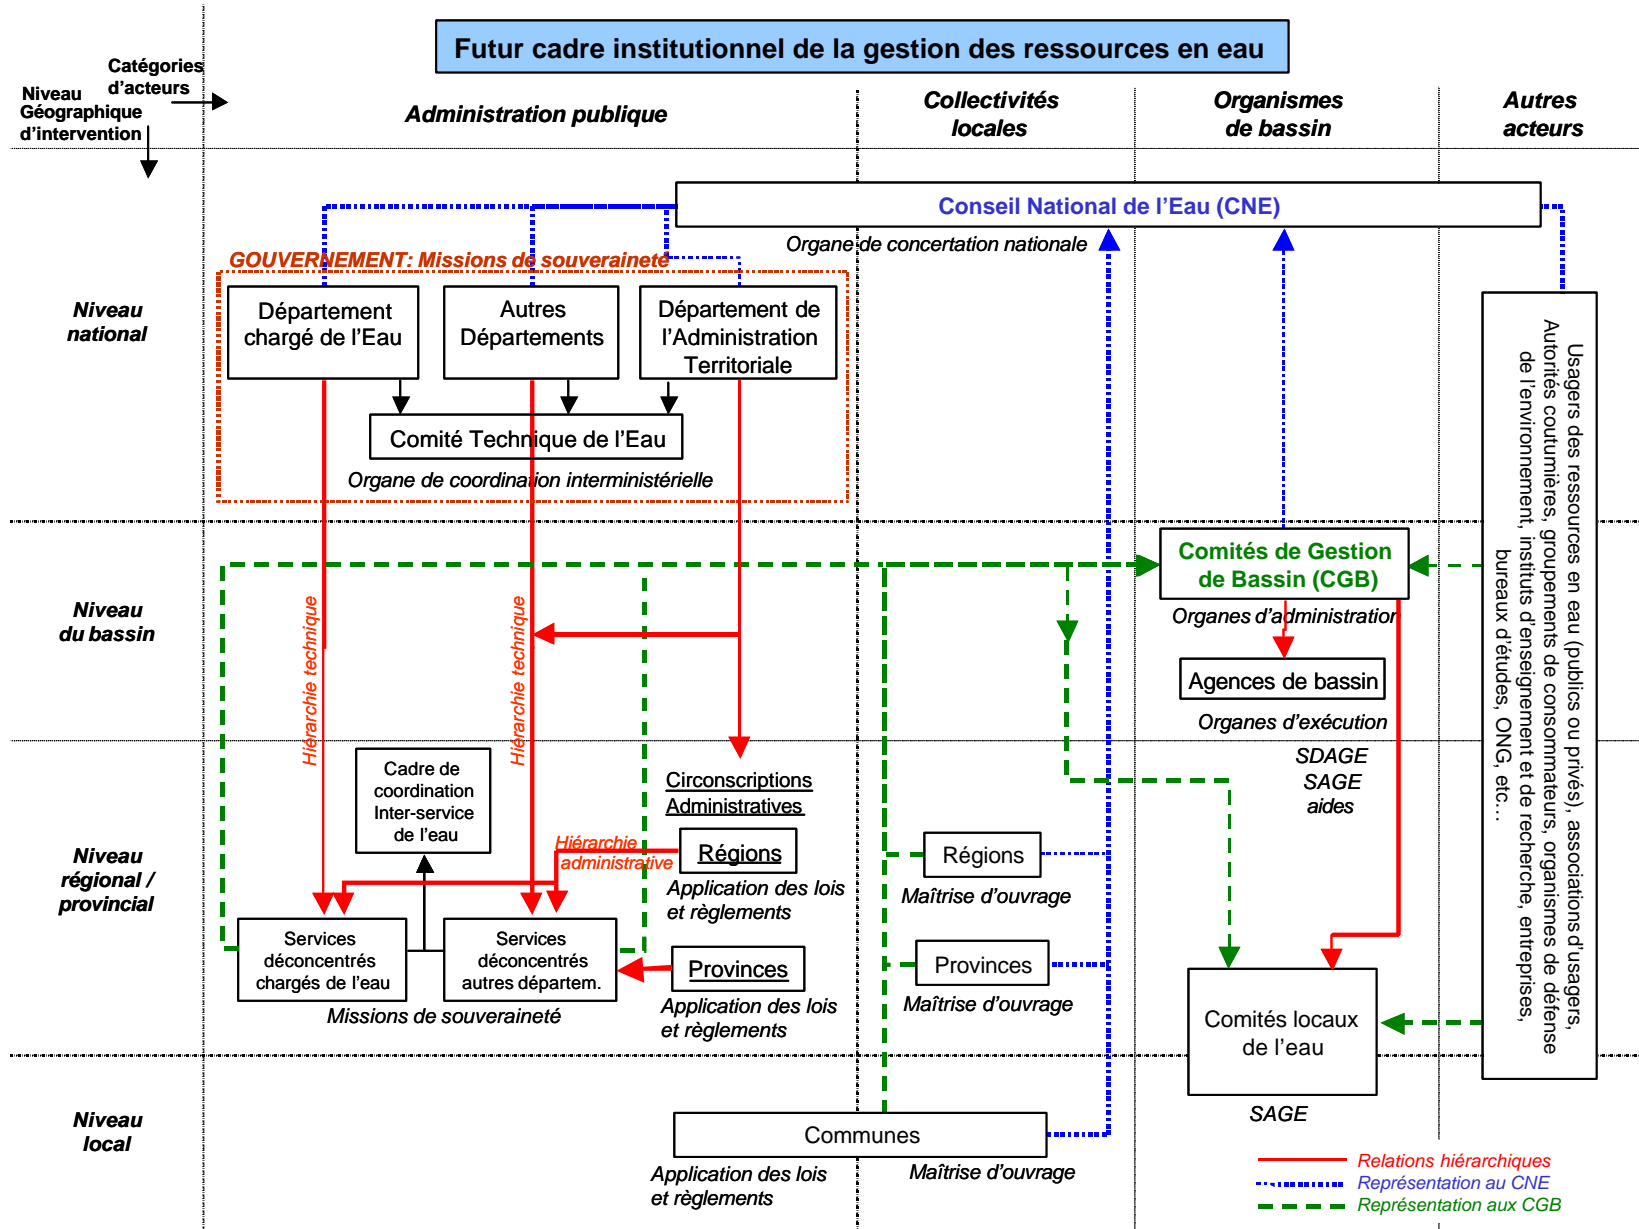 Futur cadre institutionnel de la gestion des ressources en eau
Catégories
d'acteurs
Niveau
Géographique
d'intervention
Administration publique
Collectivités
locales
Organismes
de bassin
Autres
acteurs
Conseil National de l'Eau (CNE)
Organe de concertation nationale
GOUVERNEMENT: Missions de souveraineté
Niveau
national
Département
chargé de l'Eau
Autres
Départements
Département de
l'Administration
Territoriale
Comité Technique de l'Eau
Organe de coordination interministérielle
Usagers des ressources en eau (publics ou privés), associations d'usagers,
Autorités coutumières, groupements de consommateurs, organismes de défense
de l'environnement, instituts d'enseignement et de recherche, entreprises,
bureaux d'études, ONG, etc…
Niveau
du bassin
Hiérarchie technique
Hiérarchie technique
Comités de Gestion
de Bassin (CGB)
Organes d'administration
Agences de bassin
Organes d'exécution
SDAGE
SAGE
aides
Niveau
régional /
provincial
Cadre de
coordination
Inter-service
de l'eau
Circonscriptions
Administratives
Hiérarchie
administrative
Régions
Application des lois
et règlements
Régions
Maîtrise d'ouvrage
Services
déconcentrés
chargés de l'eau
Services
déconcentrés
autres départem.
Missions de souveraineté
Provinces
Application des lois
et règlements
Provinces
Maîtrise d'ouvrage
Comités locaux
de l'eau
SAGE
Niveau
local
Communes
Application des lois
et règlements
Maîtrise d'ouvrage
Relations hiérarchiques
Représentation au CNE
Représentation aux CGB